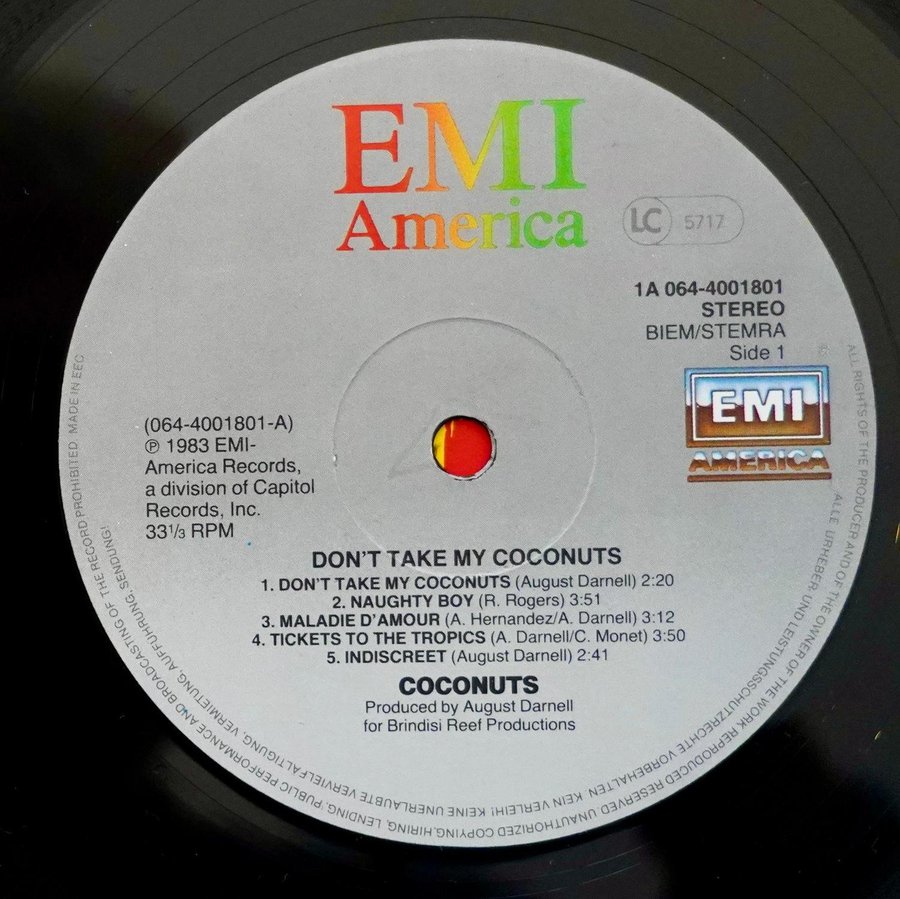 EMI
America
LC 5717
1A 064-4001801
STEREO
BIEM/STEMRA
Side 1
EMI
AMERICA
(064-4001801-A)
℗ 1983 EMI-
America Records,
a division of Capitol
Records, Inc.
33 1/3 RPM
DON'T TAKE MY COCONUTS
1. DON'T TAKE MY COCONUTS (August Darnell) 2:20
2. NAUGHTY BOY (R. Rogers) 3:51
3. MALADIE D'AMOUR (A. Hernandez/A. Darnell) 3:12
4. TICKETS TO THE TROPICS (A. Darnell/C. Monet) 3:50
5. INDISCREET (August Darnell) 2:41
COCONUTS
Produced by August Darnell
for Brindisi Reef Productions
ALL RIGHTS OF THE PRODUCER AND OF THE OWNER OF THE WORK REPRODUCED RESERVED. UNAUTHORIZED COPYING, HIRING, LENDING, PUBLIC PERFORMANCE AND BROADCASTING OF THE RECORD PROHIBITED MADE IN EEC
ALLE URHEBER UND LEISTUNGSSCHUTZRECHTE VORBEHALTEN KEIN VERLEIH! KEINE UNERLAUBTE VERVIELFÄLTIGUNG, VERMIETUNG, AUFFÜHRUNG, SENDUNG!